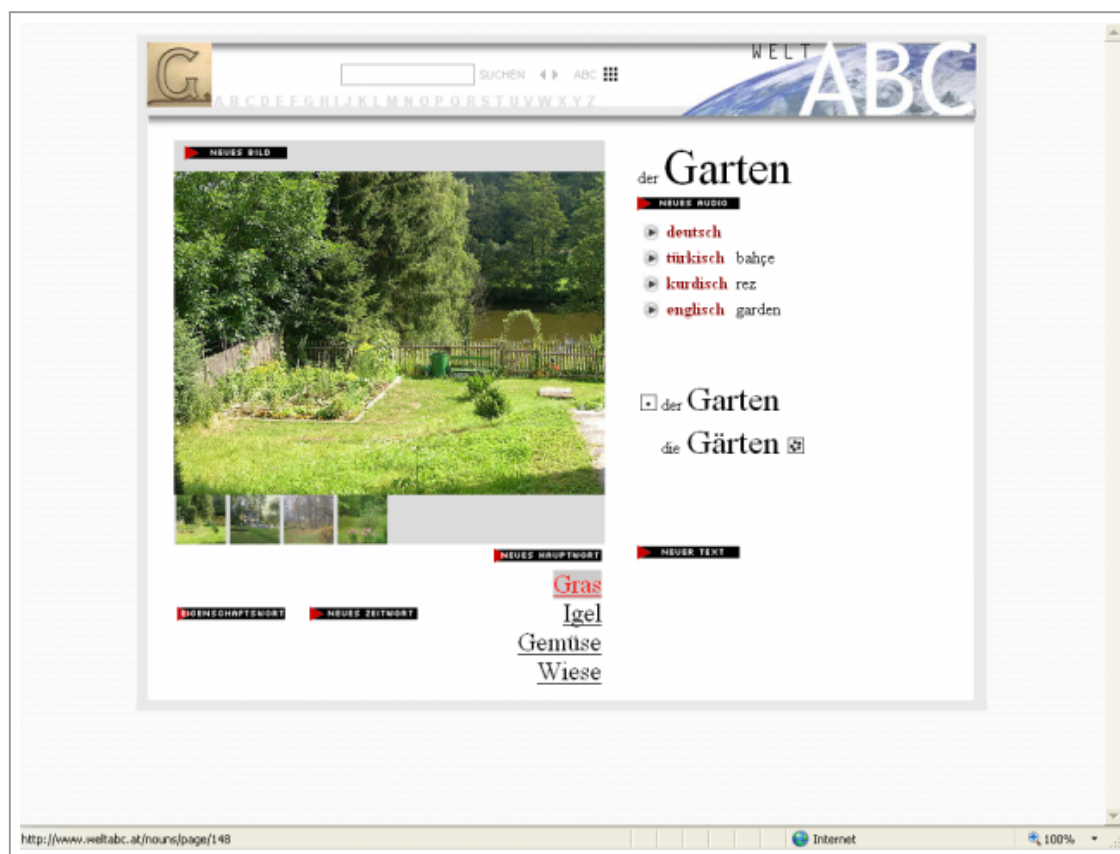 G
WELT
ABC
SUCHEN ABC
A B C D E F G H I J K L M N O P Q R S T U V W X Y Z
NEUES BILD
der Garten
NEUES AUDIO
deutsch
türkisch bahçe
kurdisch rez
englisch garden
der Garten
die Gärten
NEUES HAUPTWORT
NEUER TEXT
Gras
EIGENSCHAFTSWORT NEUES ZEITWORT
Igel
Gemüse
Wiese
http://www.weltabc.at/nouns/page/148 Internet 100%